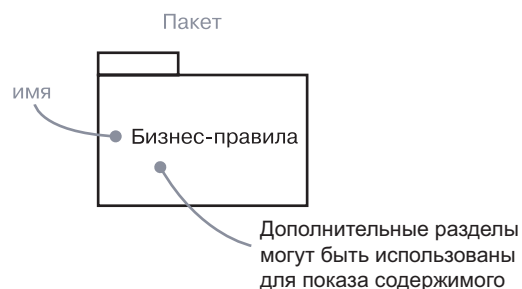 Пакет
имя
Бизнес-правила
Дополнительные разделы
могут быть использованы
для показа содержимого